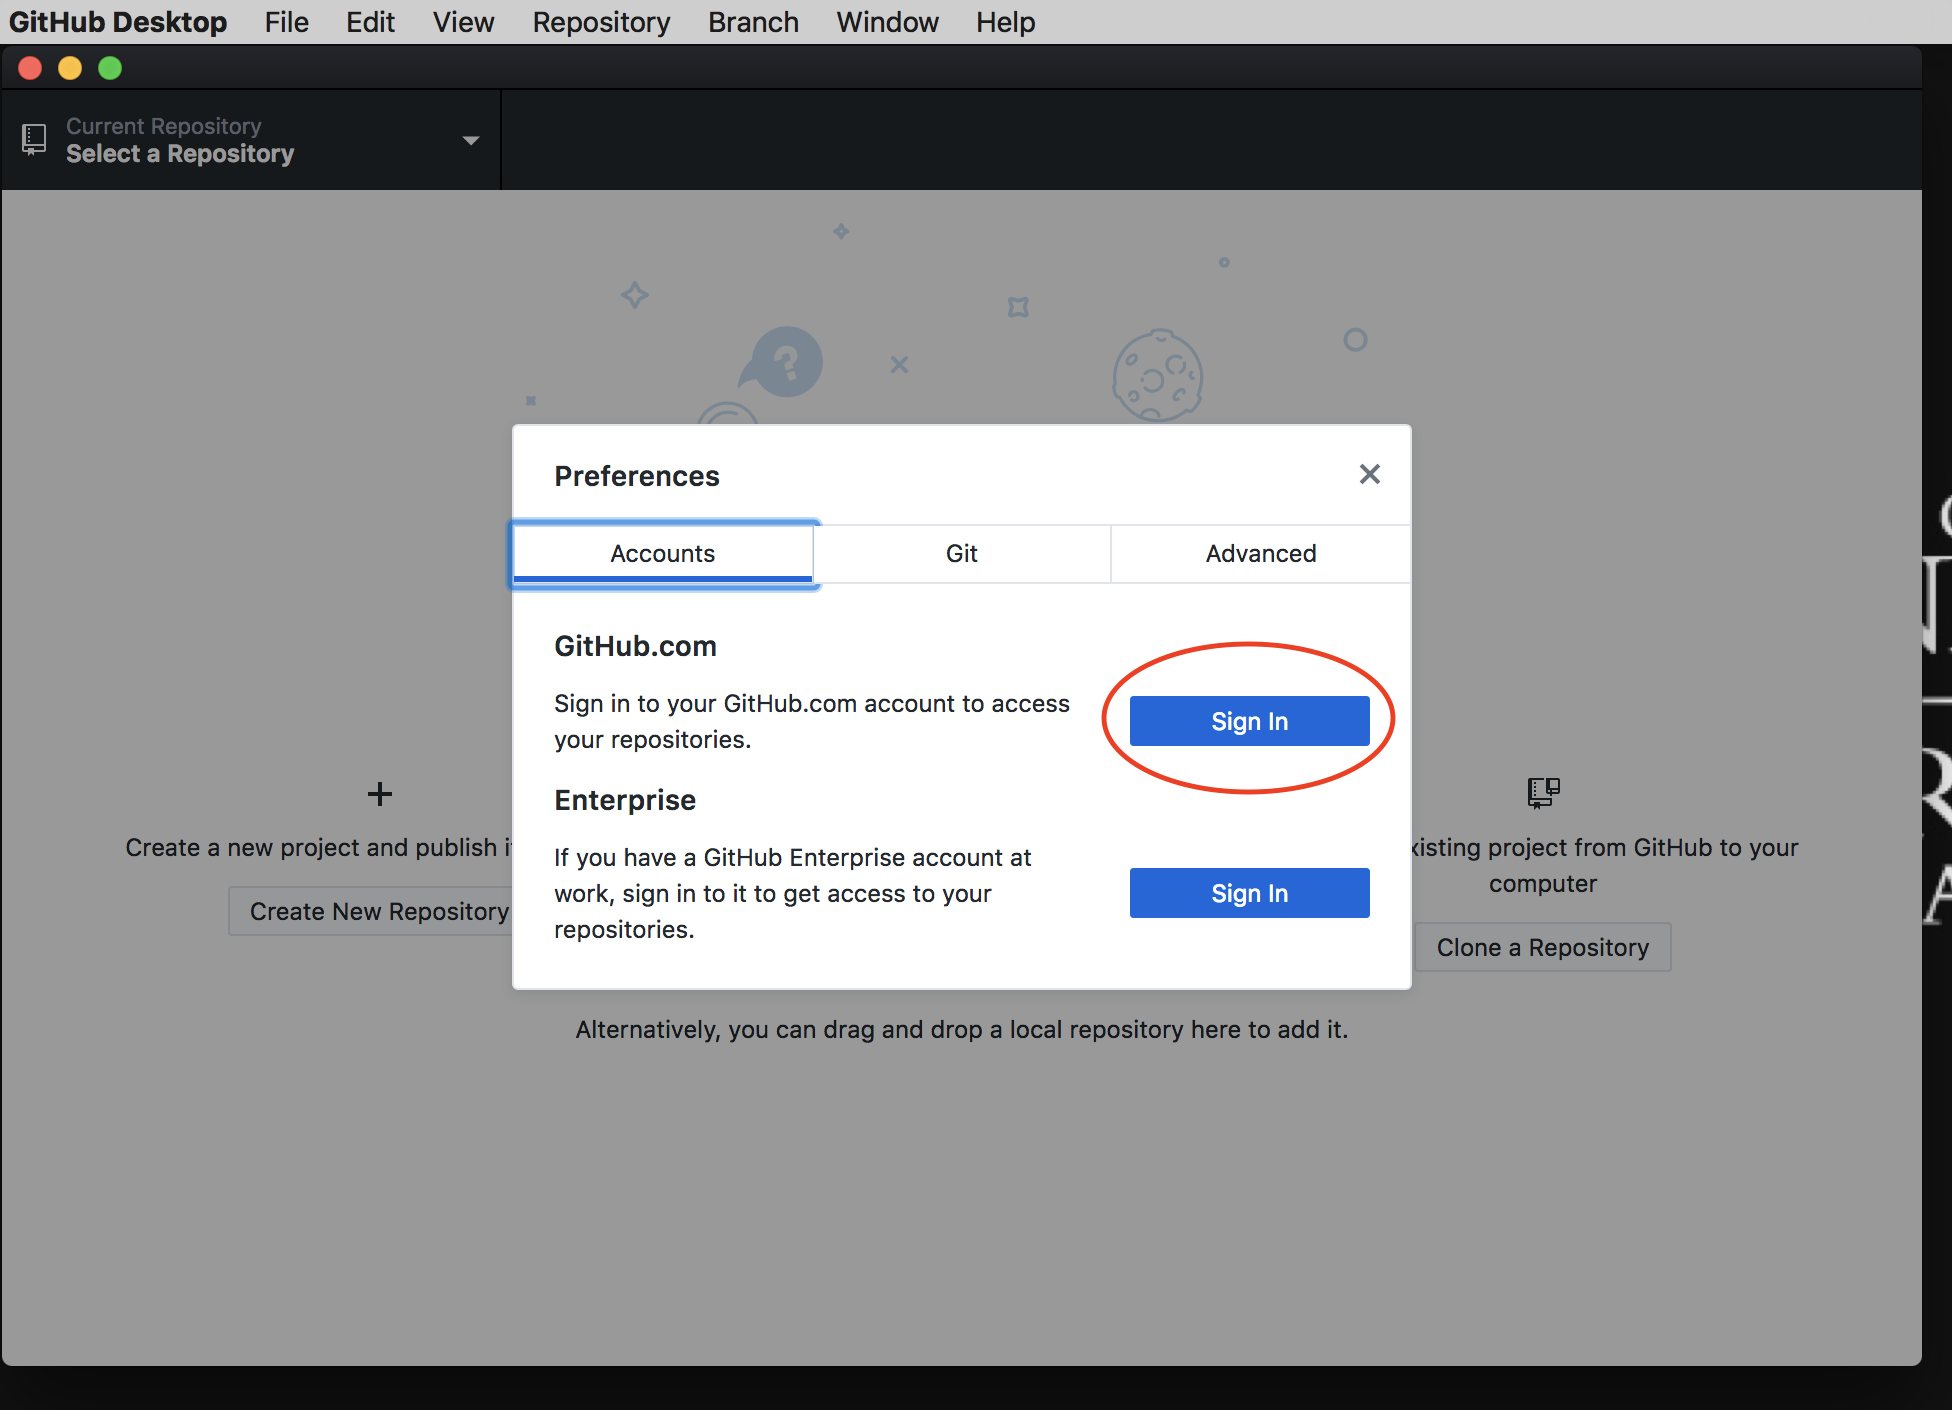 GitHub Desktop File Edit View Repository Branch Window Help
Current Repository
Select a Repository
Preferences
Accounts Git Advanced
GitHub.com
Sign in to your GitHub.com account to access
your repositories.
Sign In
Enterprise
If you have a GitHub Enterprise account at
work, sign in to it to get access to your
repositories.
Sign In
Create a new project and publish
Create New Repository
project from GitHub to your
computer
Clone a Repository
Alternatively, you can drag and drop a local repository here to add it.